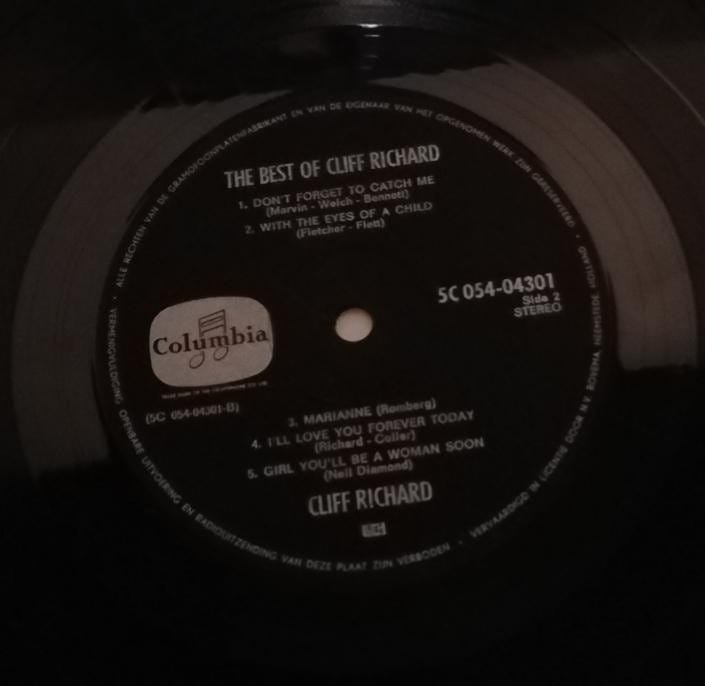 THE BEST OF CLIFF RICHARD
1. DON'T FORGET TO CATCH ME
(Marvin - Welch - Bennett)
2. WITH THE EYES OF A CHILD
(Fletcher - Flett)
5C 054-04301
Side 2
STEREO
Columbia
(5C 054-04301-B)
3. MARIANNE (Romberg)
4. I'LL LOVE YOU FOREVER TODAY
(Richard - Coller)
5. GIRL YOU'LL BE A WOMAN SOON
(Neil Diamond)
CLIFF RICHARD
ALLE RECHTEN VAN DE GRAMOFOONPLATENFABRIKANT EN VAN DE EIGENAAR VAN HET OPGENOMEN WERK ZIJN GERESERVEERD •
VERMENIGVULDIGING OPENBARE UITVOERING EN RADIOUITZENDING VAN DEZE PLAAT ZIJN VERBODEN •
VERVAARDIGD IN LICENTIE DOOR N.V. BOVEMA HEEMSTEDE HOLLAND